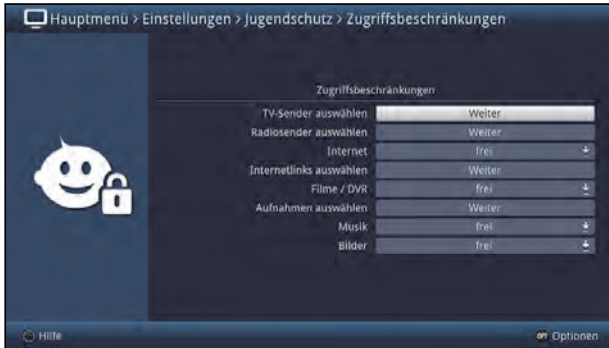 Hauptmenü > Einstellungen > Jugendschutz > Zugriffsbeschränkungen
Zugriffsbeschränkungen
TV-Sender auswählen Weiter
Radiosender auswählen Weiter
Internet frei
Internetlinks auswählen Weiter
Filme / DVR frei
Aufnahmen auswählen Weiter
Musik frei
Bilder frei
Hilfe OPT Optionen